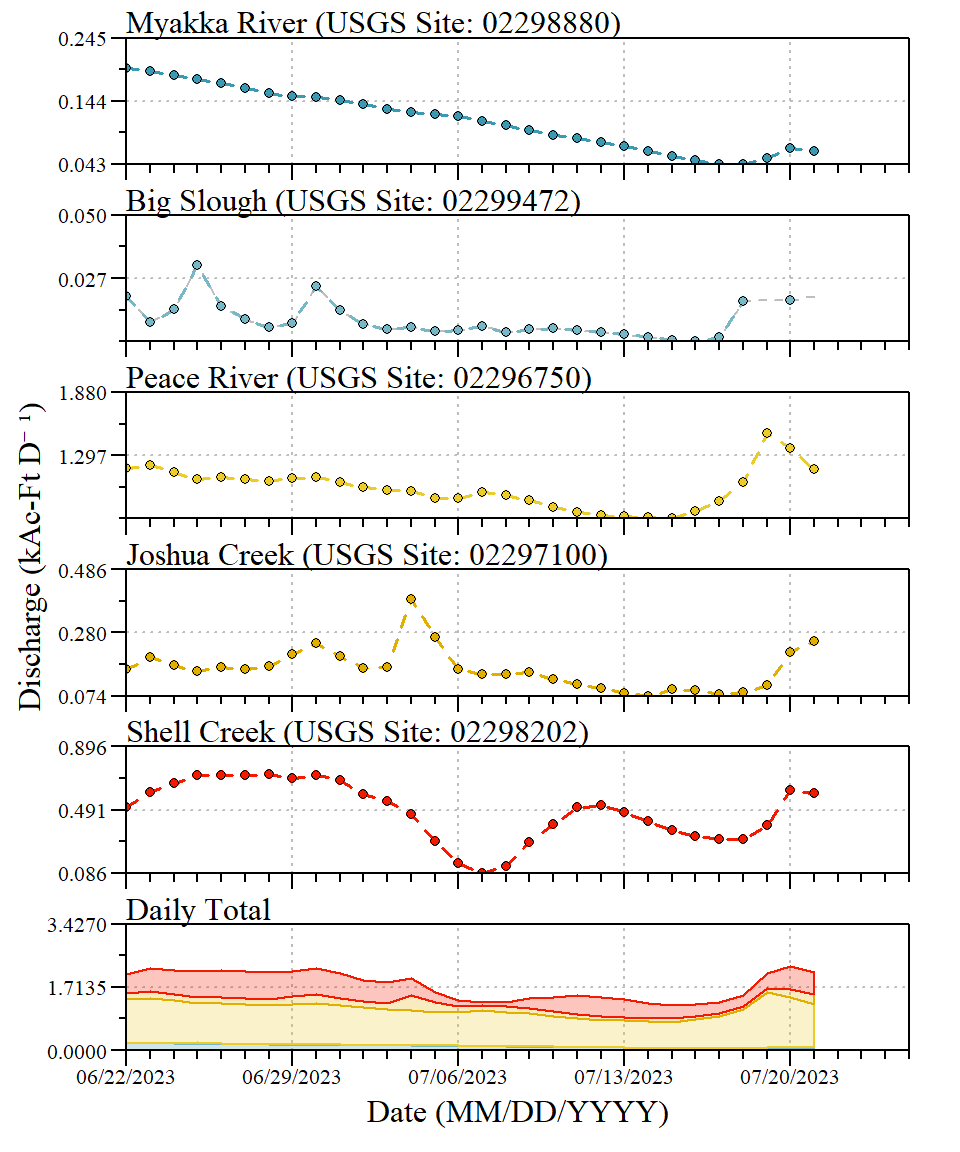 Myakka River (USGS Site: 02298880)
0.245
0.144
0.043
Big Slough (USGS Site: 02299472)
0.050
0.027
Peace River (USGS Site: 02296750)
1.880
1.297
Joshua Creek (USGS Site: 02297100)
0.486
0.280
0.074
Shell Creek (USGS Site: 02298202)
0.896
0.491
0.086
Daily Total
3.4270
1.7135
0.0000
06/22/2023 06/29/2023 07/06/2023 07/13/2023 07/20/2023
Date (MM/DD/YYYY)
Discharge (kAc-Ft D⁻¹)